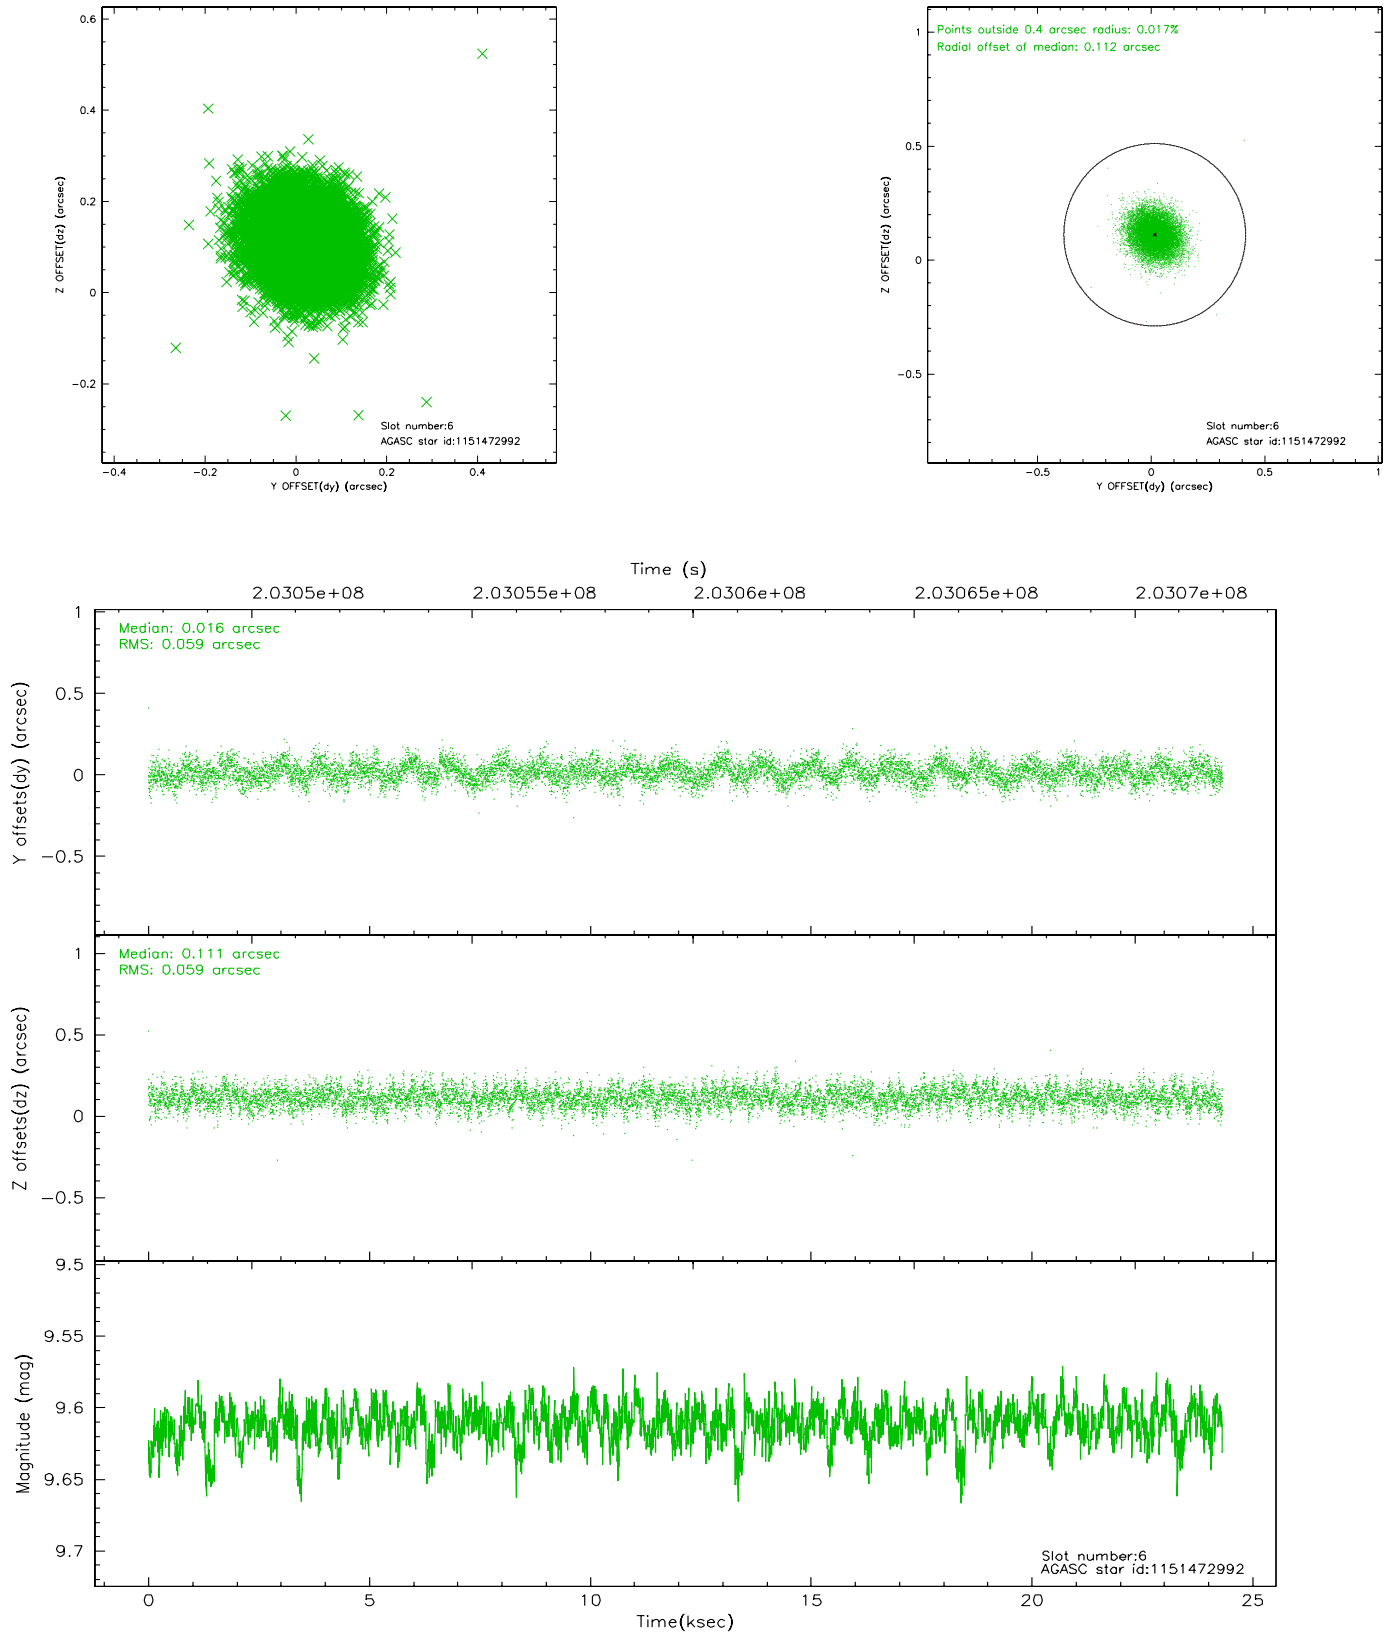 0.6
0.4
0.2
0
−0.2
Z OFFSET(dz) (arcsec)
Slot number:6
AGASC star id:1151472992
−0.4 −0.2 0 0.2 0.4
Y OFFSET(dy) (arcsec)
Points outside 0.4 arcsec radius: 0.017%
Radial offset of median: 0.112 arcsec
1
0.5
0
−0.5
Z OFFSET(dz) (arcsec)
Slot number:6
AGASC star id:1151472992
−0.5 0 0.5 1
Y OFFSET(dy) (arcsec)
Time (s)
2.0305e+08 2.03055e+08 2.0306e+08 2.03065e+08 2.0307e+08
Median: 0.016 arcsec
RMS: 0.059 arcsec
1
0.5
0
−0.5
Y offsets(dy) (arcsec)
Median: 0.111 arcsec
RMS: 0.059 arcsec
1
0.5
0
−0.5
Z offsets(dz) (arcsec)
9.5
9.55
9.6
9.65
9.7
Magnitude (mag)
Slot number:6
AGASC star id:1151472992
0 5 10 15 20 25
Time(ksec)